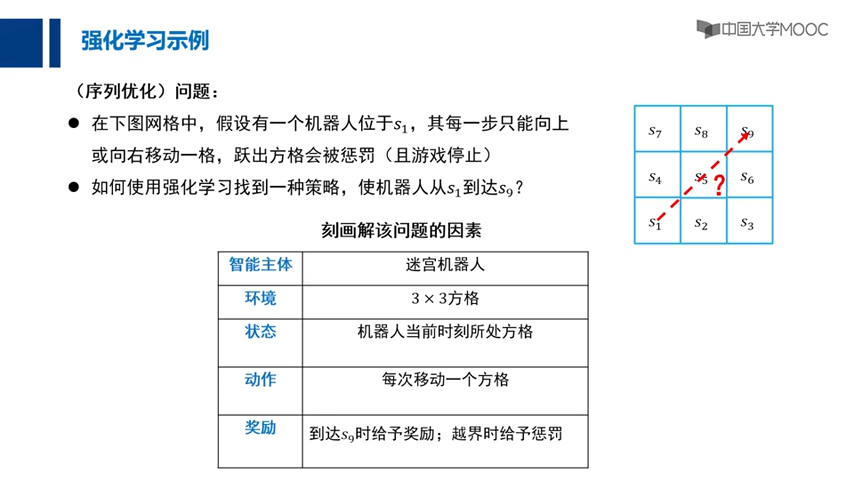 强化学习示例
中国大学MOOC
（序列优化）问题：
● 在下图网格中，假设有一个机器人位于s₁，其每一步只能向上
或向右移动一格，跃出方格会被惩罚（且游戏停止）
● 如何使用强化学习找到一种策略，使机器人从s₁到达s₉？
s₇ s₈ s₉
s₄ s₅ s₆
?
s₁ s₂ s₃
刻画解该问题的因素
智能主体 迷宫机器人
环境 3 × 3方格
状态 机器人当前时刻所处方格
动作 每次移动一个方格
奖励 到达s₉时给予奖励；越界时给予惩罚